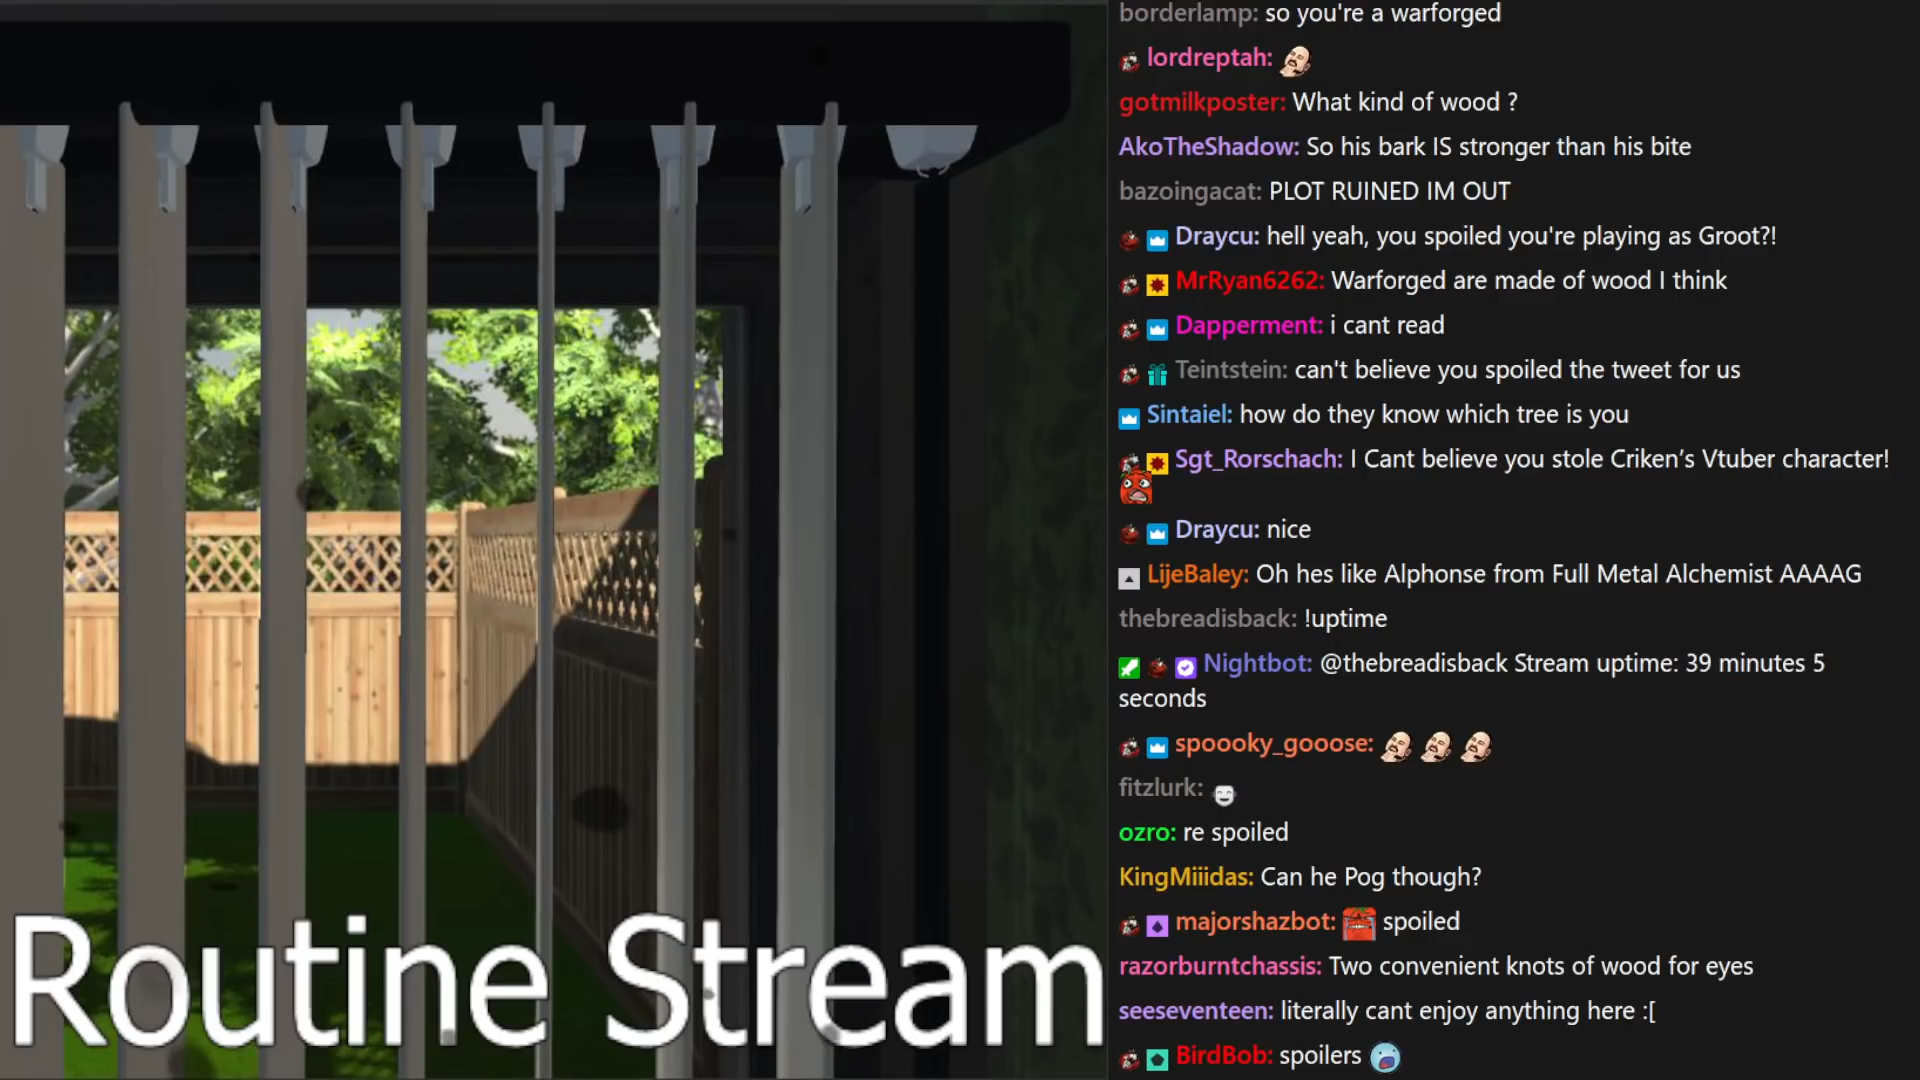 borderlamp: so you're a warforged
lordreptah:
gotmilkposter: What kind of wood ?
AkoTheShadow: So his bark IS stronger than his bite
bazoingacat: PLOT RUINED IM OUT
Draycu: hell yeah, you spoiled you're playing as Groot?!
MrRyan6262: Warforged are made of wood I think
Dapperment: i cant read
Teintstein: can't believe you spoiled the tweet for us
Sintaiel: how do they know which tree is you
Sgt_Rorschach: I Cant believe you stole Criken’s Vtuber character!
Draycu: nice
LijeBaley: Oh hes like Alphonse from Full Metal Alchemist AAAAG
thebreadisback: !uptime
Nightbot: @thebreadisback Stream uptime: 39 minutes 5
seconds
spoooky_gooose:
fitzlurk:
ozro: re spoiled
KingMiiidas: Can he Pog though?
majorshazbot: spoiled
razorburntchassis: Two convenient knots of wood for eyes
seeseventeen: literally cant enjoy anything here :[
BirdBob: spoilers
Routine Stream